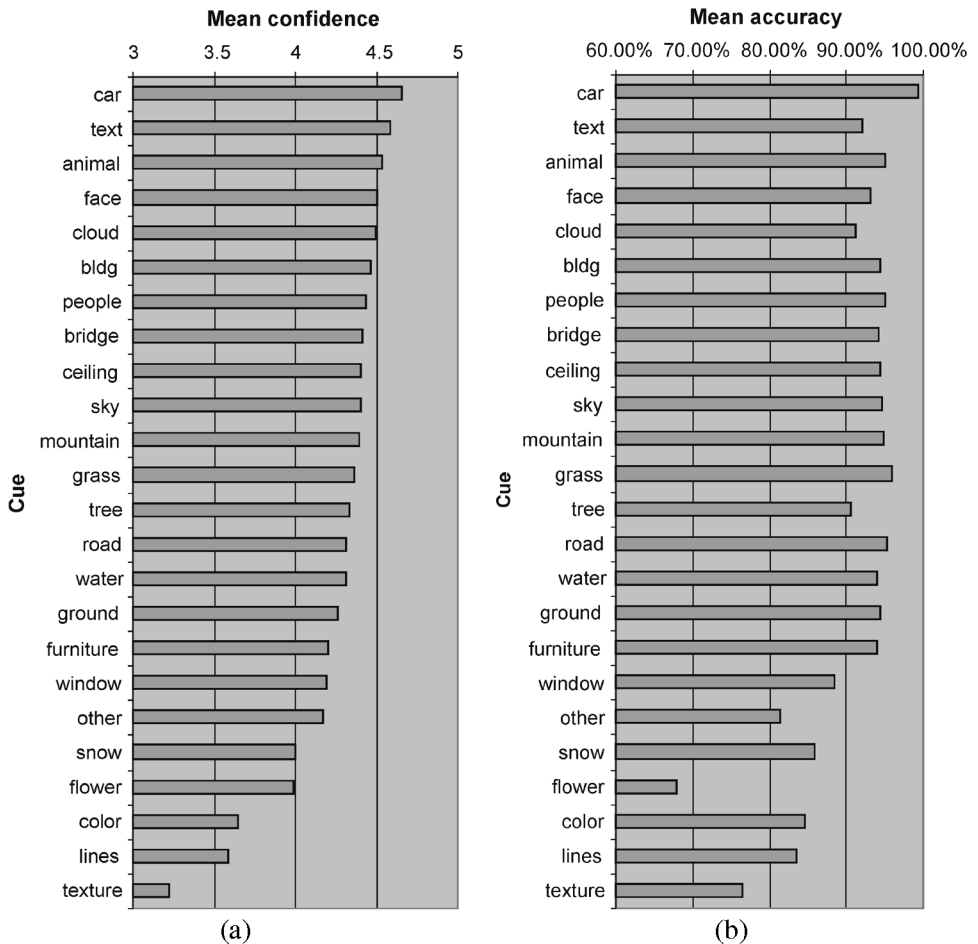 Mean confidence
3 3.5 4 4.5 5
car
text
animal
face
cloud
bldg
people
bridge
ceiling
sky
mountain
grass
tree
road
water
ground
furniture
window
other
snow
flower
color
lines
texture
Cue
(a)
Mean accuracy
60.00% 70.00% 80.00% 90.00% 100.00%
car
text
animal
face
cloud
bldg
people
bridge
ceiling
sky
mountain
grass
tree
road
water
ground
furniture
window
other
snow
flower
color
lines
texture
Cue
(b)